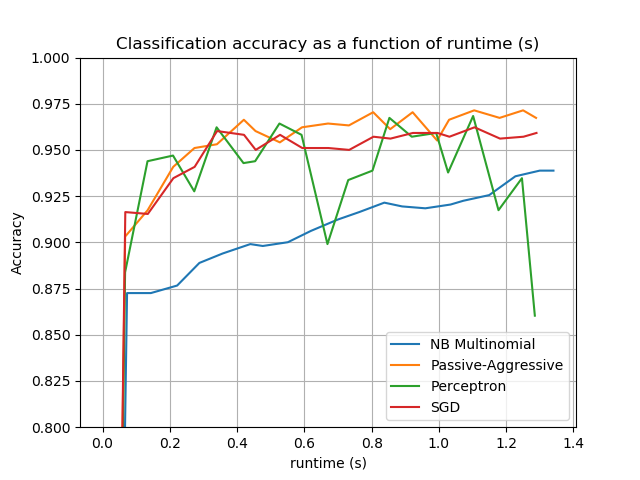 Classification accuracy as a function of runtime (s)
1.000
0.975
0.950
0.925
0.900
0.875
0.850
0.825
0.800
Accuracy
NB Multinomial
Passive-Aggressive
Perceptron
SGD
0.0 0.2 0.4 0.6 0.8 1.0 1.2 1.4
runtime (s)